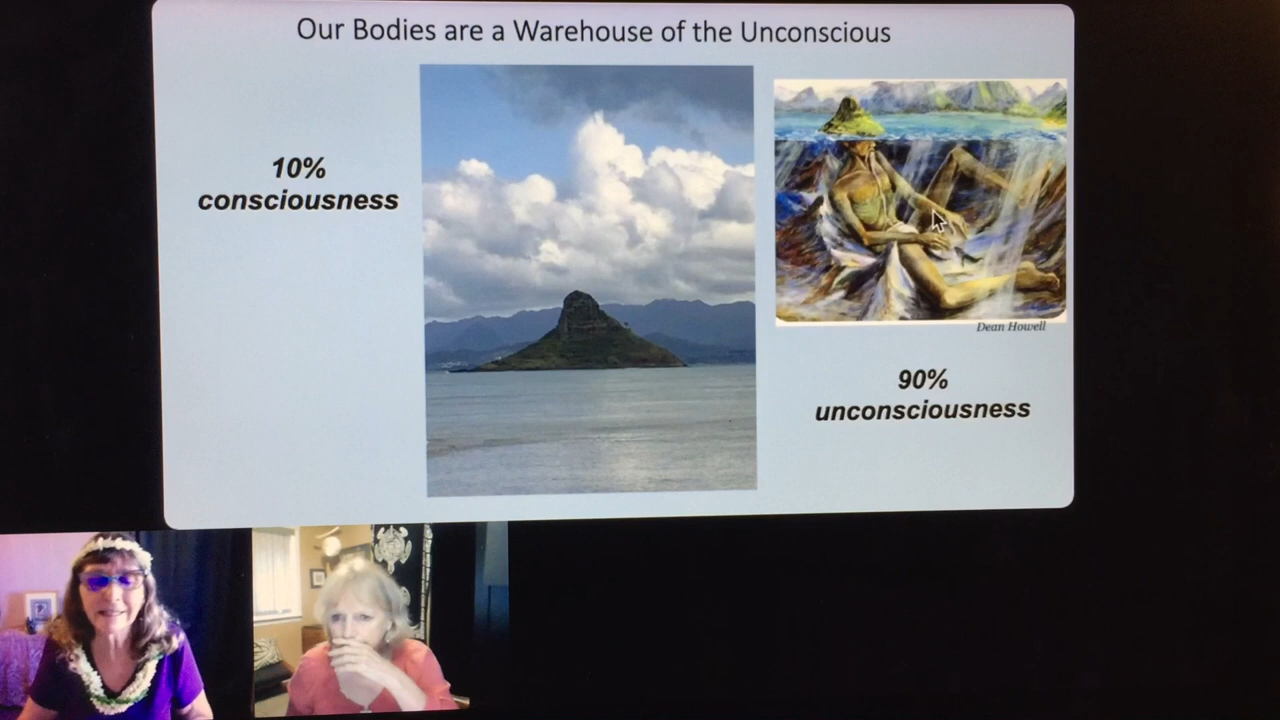 Our Bodies are a Warehouse of the Unconscious
10%
consciousness
Dean Howell
90%
unconsciousness